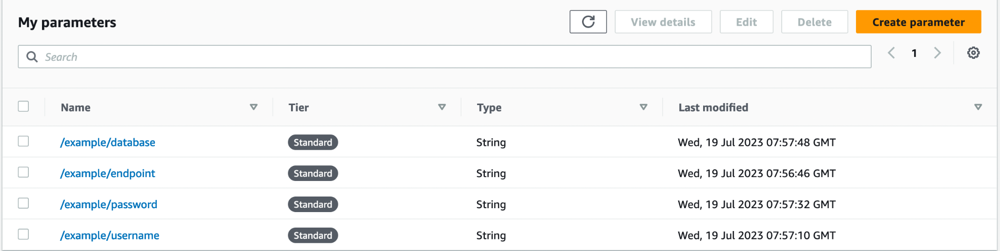 My parameters
View details Edit Delete Create parameter
Search
1
Name Tier Type Last modified
/example/database Standard String Wed, 19 Jul 2023 07:57:48 GMT
/example/endpoint Standard String Wed, 19 Jul 2023 07:56:46 GMT
/example/password Standard String Wed, 19 Jul 2023 07:57:32 GMT
/example/username Standard String Wed, 19 Jul 2023 07:57:10 GMT